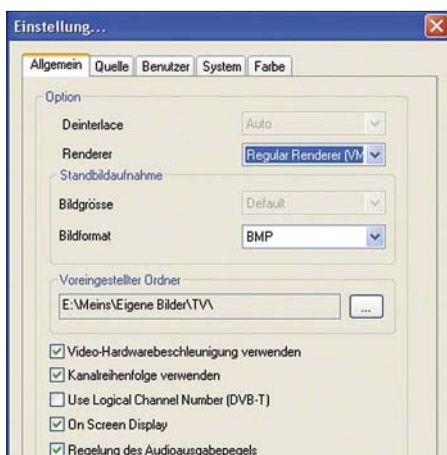 Einstellung...
Allgemein Quelle Benutzer System Farbe
Option
Deinterlace Auto
Renderer Regular Renderer (VM
Standbildaufnahme
Bildgrösse Default
Bildformat BMP
Voreingestellter Ordner
E:\Meins\Eigene Bilder\TV\ ...
Video-Hardwarebeschleunigung verwenden
Kanalreihenfolge verwenden
Use Logical Channel Number (DVB-T)
On Screen Display
Regelung des Audioausgabepegels